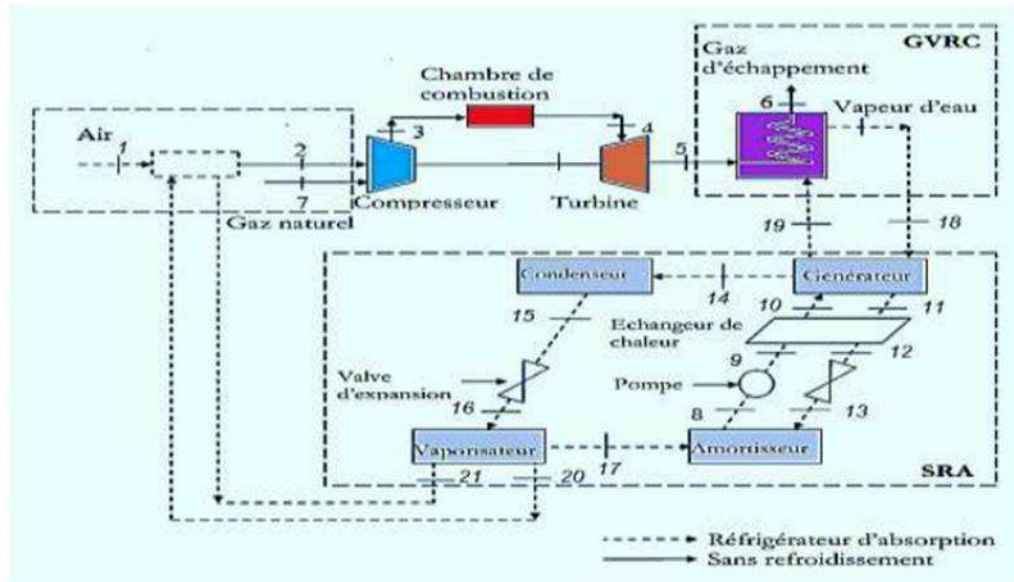 GVRC
Gaz
d'échappement
Chambre de
combustion
6
Vapeur d'eau
Air
1
2
3
4
5
7
Compresseur
Turbine
Gaz naturel
19
18
Condenseur
Générateur
14
10
11
15
Echangeur de
chaleur
9
12
Valve
d'expansion
Pompe
16
8
13
Vaporisateur
17
Amortisseur
21
20
SRA
Réfrigérateur d'absorption
Sans refroidissement